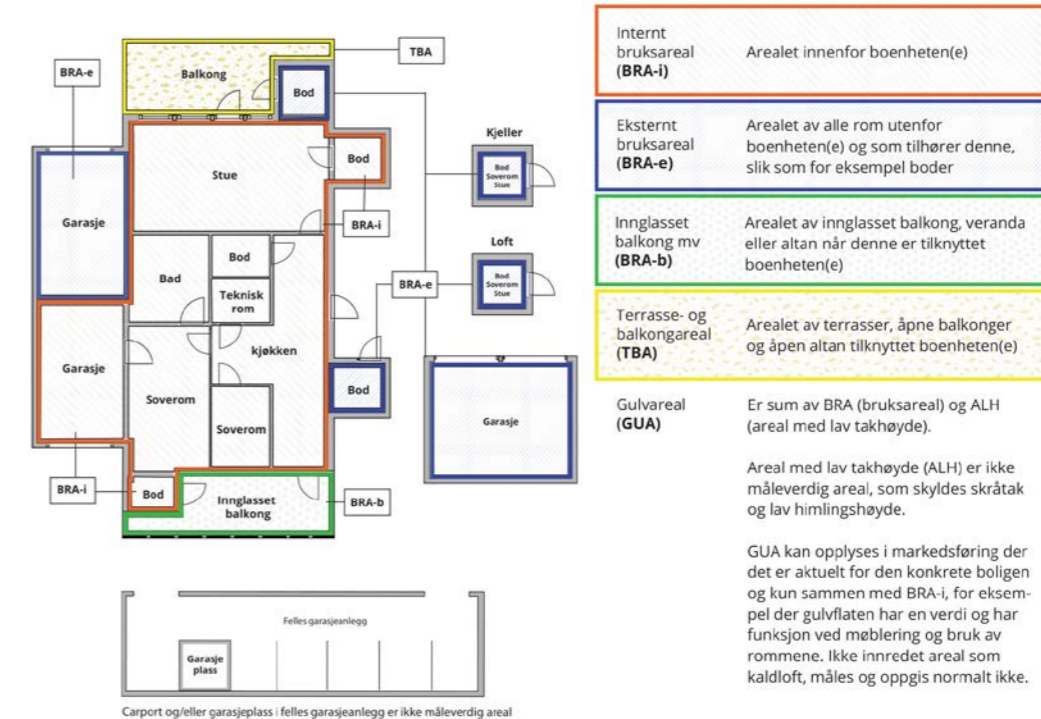 TBA
BRA-e
Balkong
Bod
Kjeller
Bod
Soverom
Stue
Bod
Stue
BRA-i
Garasje
Loft
Bod
Bod
Soverom
Stue
Bad
BRA-e
Teknisk
rom
kjøkken
Garasje
Bod
Soverom
Garasje
Soverom
BRA-i
Bod
Innglasset
balkong
BRA-b
Felles garasjeanlegg
Garasje
plass
Carport og/eller garasjeplass i felles garasjeanlegg er ikke måleverdig areal
Internt
bruksareal
(BRA-i)
Arealet innenfor boenheten(e)
Eksternt
bruksareal
(BRA-e)
Arealet av alle rom utenfor
boenheten(e) og som tilhører denne,
slik som for eksempel boder
Innglasset
balkong mv
(BRA-b)
Arealet av innglasset balkong, veranda
eller altan når denne er tilknyttet
boenheten(e)
Terrasse- og
balkongareal
(TBA)
Arealet av terrasser, åpne balkonger
og åpen altan tilknyttet boenheten(e)
Gulvareal
(GUA)
Er sum av BRA (bruksareal) og ALH
(areal med lav takhøyde).
Areal med lav takhøyde (ALH) er ikke
måleverdig areal, som skyldes skråtak
og lav himlingshøyde.
GUA kan opplyses i markedsføring der
det er aktuelt for den konkrete boligen
og kun sammen med BRA-i, for eksem-
pel der gulvflaten har en verdi og har
funksjon ved møblering og bruk av
rommene. Ikke innredet areal som
kaldloft, måles og oppgis normalt ikke.